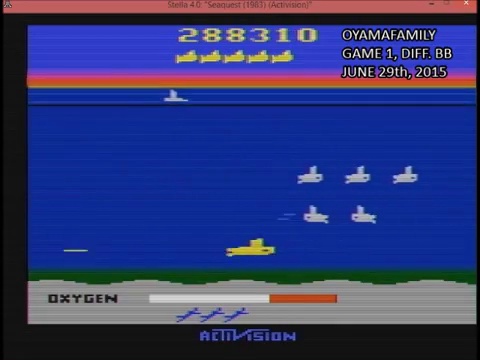 Stella 4.0: "Seaquest (1983) (Activision)"
288310
OYAMAFAMILY
GAME 1, DIFF. BB
JUNE 29th, 2015
OXYGEN
ACTIVISION